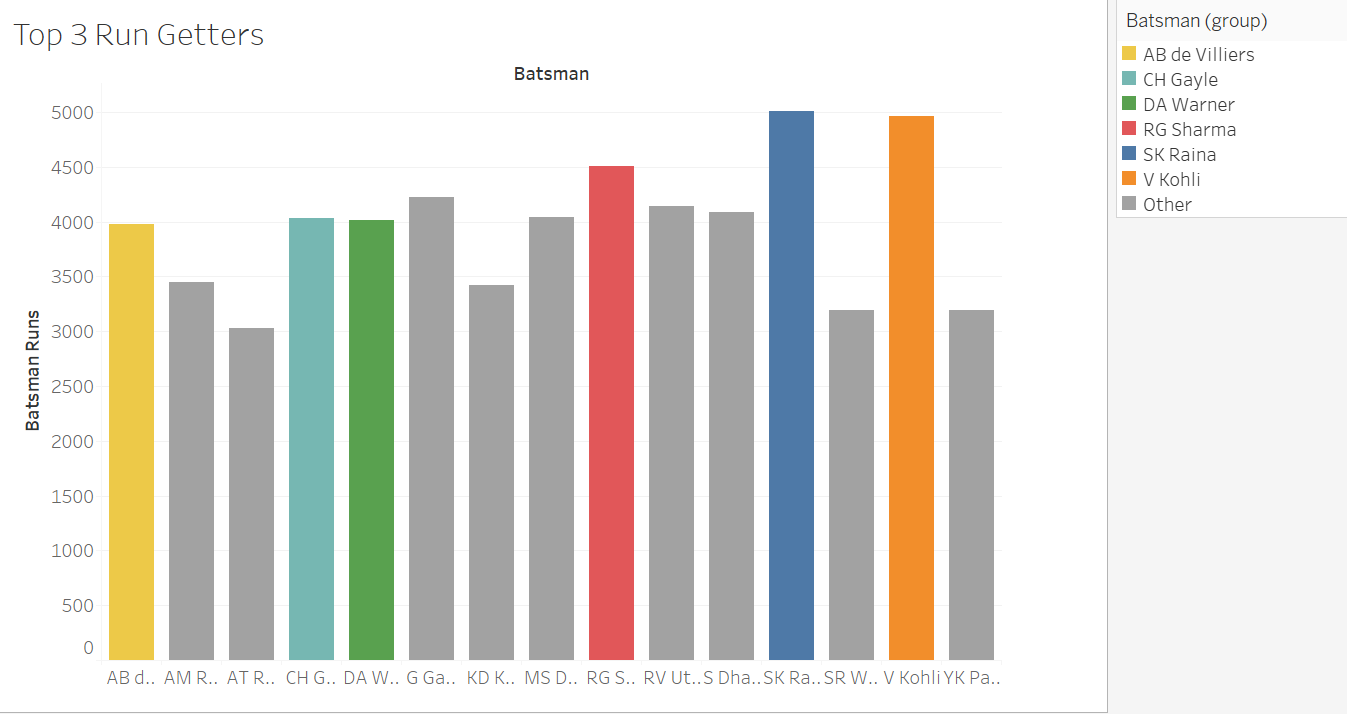 Top 3 Run Getters
Batsman
5000
4500
4000
3500
3000
2500
2000
1500
1000
500
0
Batsman Runs
AB d.. AM R.. AT R.. CH G.. DA W.. G Ga.. KD K.. MS D.. RG S.. RV Ut.. S Dha.. SK Ra.. SR W.. V Kohli YK Pa..
Batsman (group)
AB de Villiers
CH Gayle
DA Warner
RG Sharma
SK Raina
V Kohli
Other